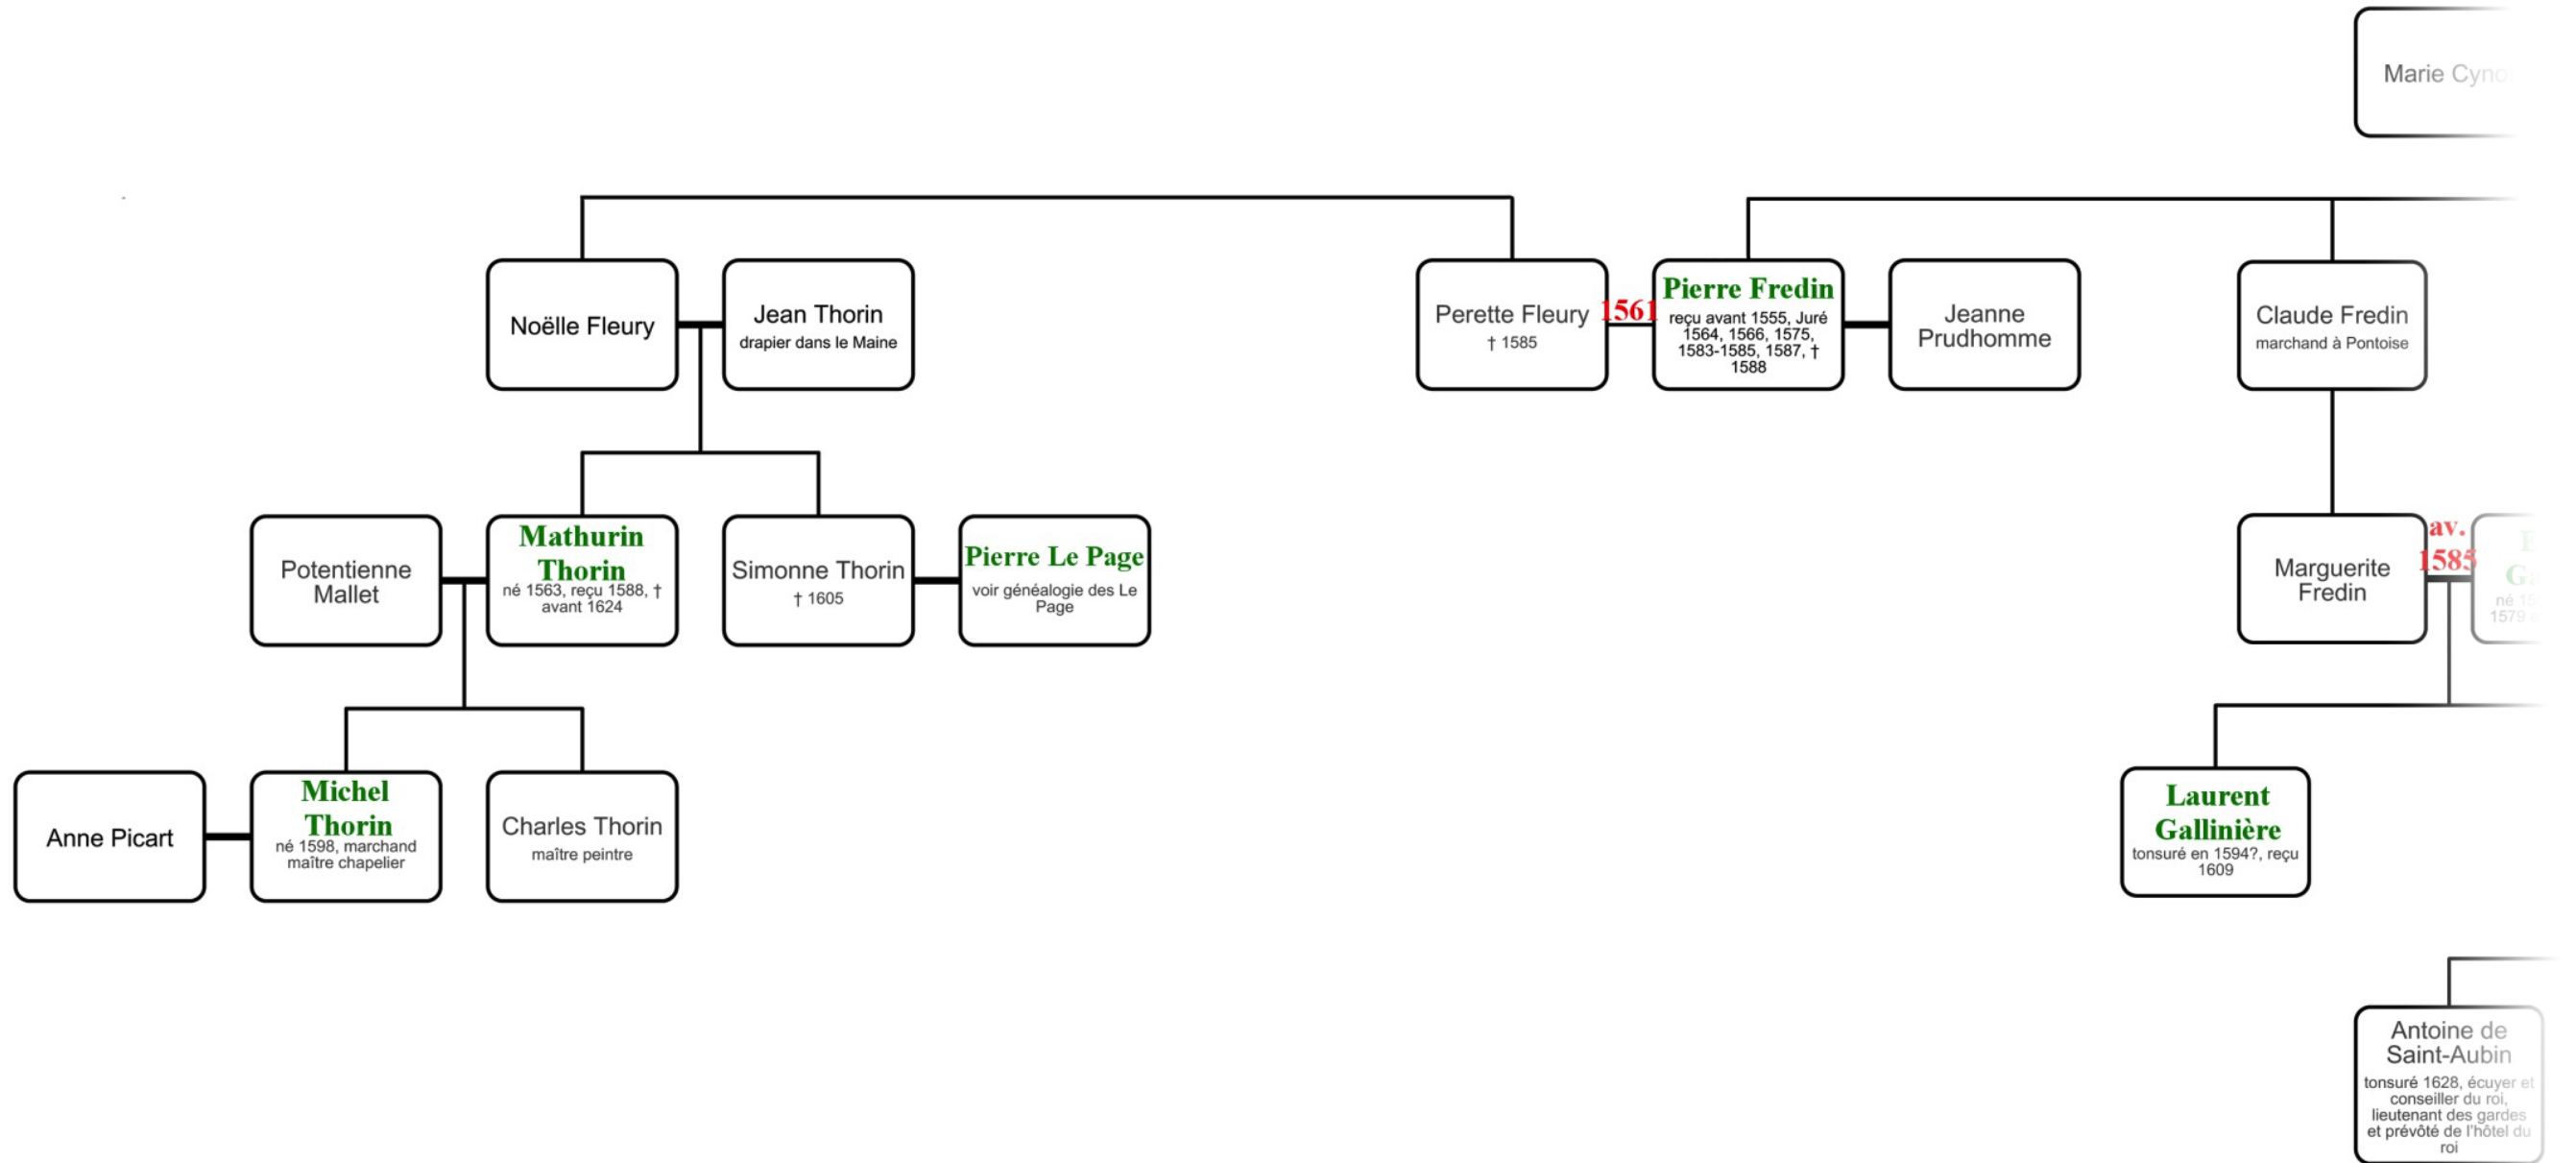 Marie
Noëlle Fleury
Jean Thorin
drapier dans le Maine
Perette Fleury
† 1585
1561
Pierre Fredin
reçu avant 1555, Juré
1564, 1566, 1575,
1583-1585, 1587, †
1588
Jeanne
Prudhomme
Claude Fredin
marchand à Pontoise
Potentienne
Mallet
Mathurin
Thorin
né 1563, reçu 1588, †
avant 1624
Simonne Thorin
† 1605
Pierre Le Page
voir généalogie des Le
Page
Marguerite
Fredin
av.
1585
né
1579
Anne Picart
Michel
Thorin
né 1598, marchand
maître chapelier
Charles Thorin
maître peintre
Laurent
Gallinière
tonsuré en 1594?, reçu
1609
Antoine de
Saint-Aubin
tonsuré 1628, écuyer et
conseiller du roi,
lieutenant des gardes
et prévôté de l'hôtel du
roi